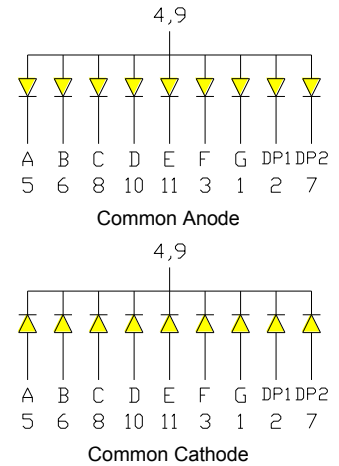 4,9
A B C D E F G DP1 DP2
5 6 8 10 11 3 1 2 7
Common Anode
4,9
A B C D E F G DP1 DP2
5 6 8 10 11 3 1 2 7
Common Cathode